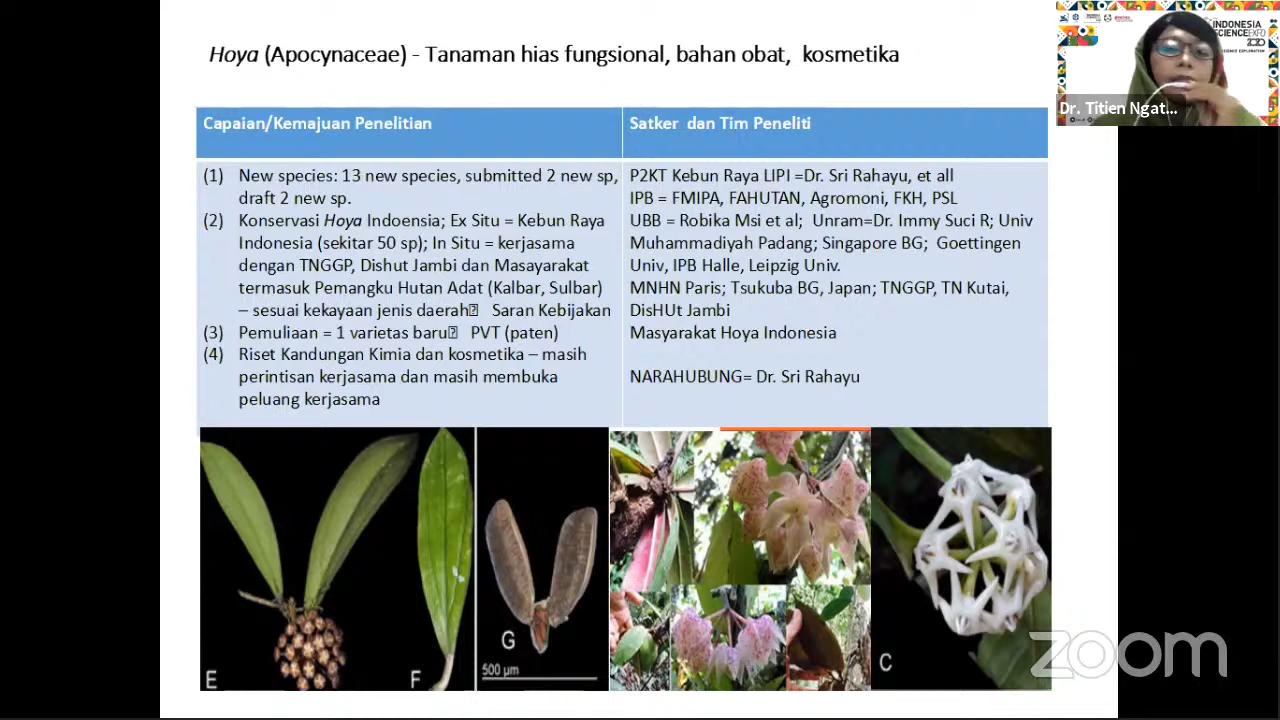 Hoya (Apocynaceae) - Tanaman hias fungsional, bahan obat, kosmetika
INDONESIA
SCIENCE EXPO
2020
Dr. Titien Ngat...
Capaian/Kemajuan Penelitian
(1) New species: 13 new species, submitted 2 new sp,
draft 2 new sp.
(2) Konservasi Hoya Indoensia; Ex Situ = Kebun Raya
Indonesia (sekitar 50 sp); In Situ = kerjasama
dengan TNGGP, Dishut Jambi dan Masayarakat
termasuk Pemangku Hutan Adat (Kalbar, Sulbar)
– sesuai kekayaan jenis daerah Saran Kebijakan
(3) Pemuliaan = 1 varietas baru PVT (paten)
(4) Riset Kandungan Kimia dan kosmetika – masih
perintisan kerjasama dan masih membuka
peluang kerjasama
Satker dan Tim Peneliti
P2KT Kebun Raya LIPI =Dr. Sri Rahayu, et all
IPB = FMIPA, FAHUTAN, Agromoni, FKH, PSL
UBB = Robika Msi et al; Unram=Dr. Immy Suci R; Univ
Muhammadiyah Padang; Singapore BG; Goettingen
Univ, IPB Halle, Leipzig Univ.
MNHN Paris; Tsukuba BG, Japan; TNGGP, TN Kutai,
DisHUt Jambi
Masyarakat Hoya Indonesia
NARAHUBUNG= Dr. Sri Rahayu
E
F
G
500 µm
C
zoom